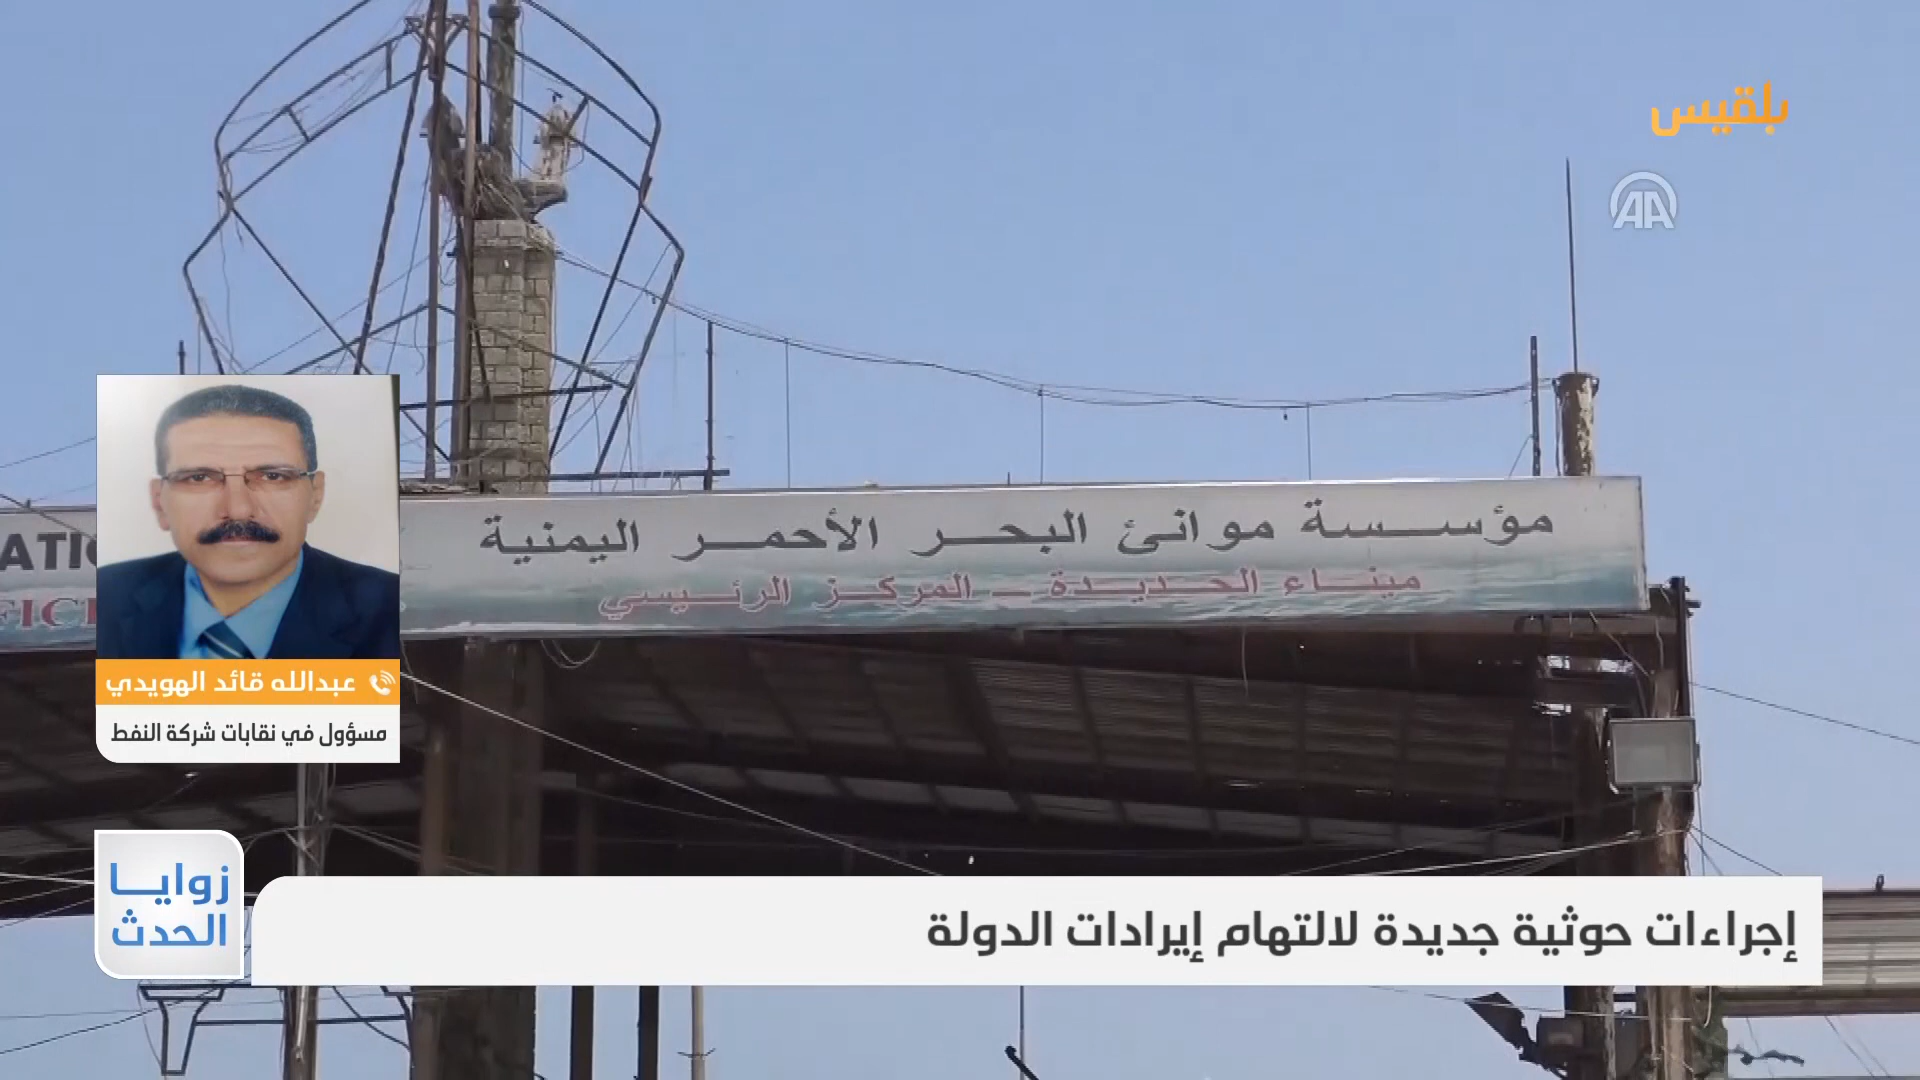 بلقيس
AA
مؤسسة موانئ البحر الأحمر اليمنية
ميناء الحديدة - المركز الرئيسي
عبدالله قائد الهويدي
مسؤول في نقابات شركة النفط
زوايا
الحدث
إجراءات حوثية جديدة لالتهام إيرادات الدولة